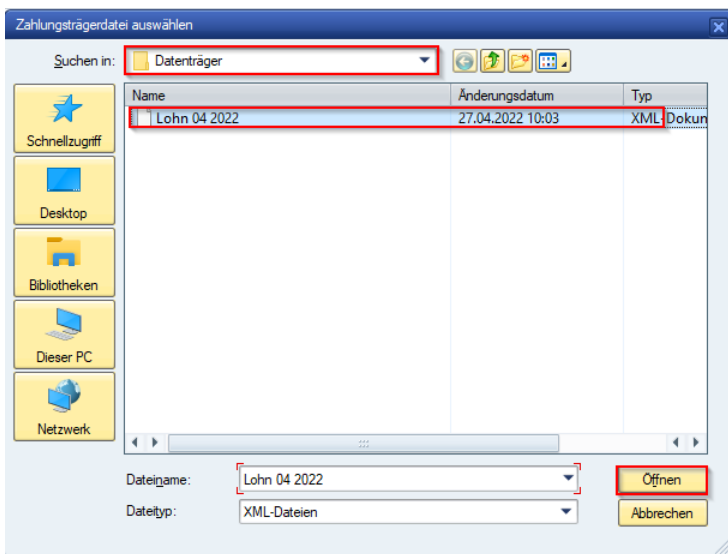 Zahlungsträgerdatei auswählen
Suchen in: Datenträger
Name Änderungsdatum Typ
Lohn 04 2022 27.04.2022 10:03 XML-Dokun
Schnellzugriff
Desktop
Bibliotheken
Dieser PC
Netzwerk
Dateiname: Lohn 04 2022 Öffnen
Dateityp: XML-Dateien Abbrechen